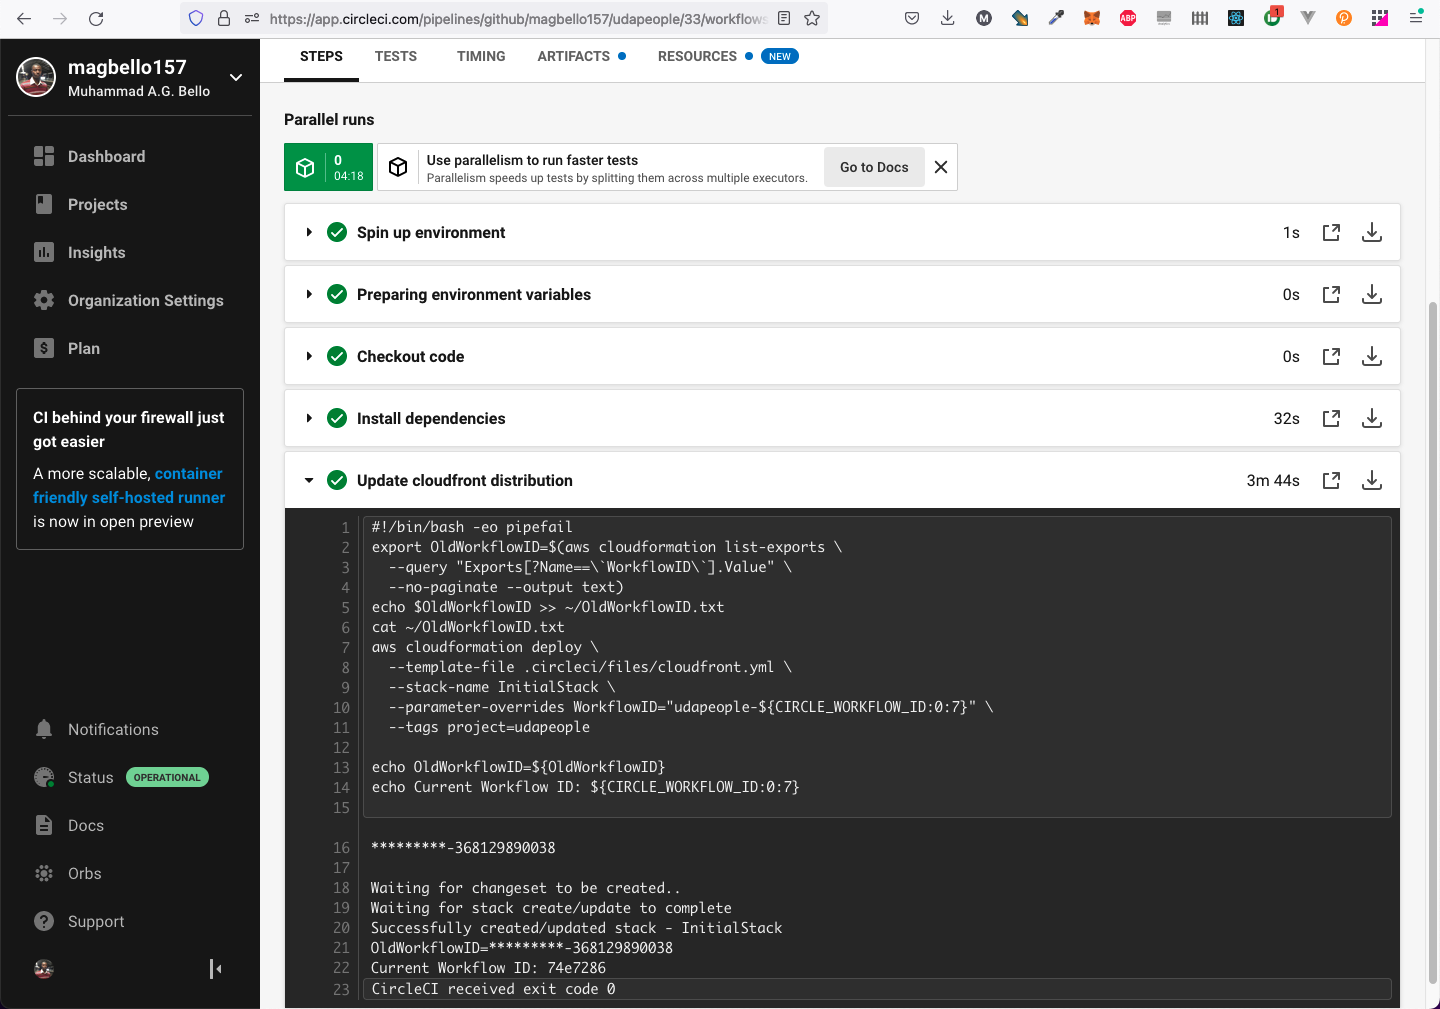 https://app.circleci.com/pipelines/github/magbello157/udapeople/33/workflows
M
ABP
1
magbello157
Muhammad A.G. Bello
Dashboard
Projects
Insights
Organization Settings
Plan
CI behind your firewall just
got easier
A more scalable, container
friendly self-hosted runner
is now in open preview
Notifications
Status OPERATIONAL
Docs
Orbs
Support
STEPS TESTS TIMING ARTIFACTS RESOURCES NEW
Parallel runs
0
04:18
Use parallelism to run faster tests
Parallelism speeds up tests by splitting them across multiple executors.
Go to Docs
Spin up environment 1s
Preparing environment variables 0s
Checkout code 0s
Install dependencies 32s
Update cloudfront distribution 3m 44s
1 #!/bin/bash -eo pipefail
2 export OldWorkflowID=$(aws cloudformation list-exports \
3 --query "Exports[?Name==\`WorkflowID\`].Value" \
4 --no-paginate --output text)
5 echo $OldWorkflowID >> ~/OldWorkflowID.txt
6 cat ~/OldWorkflowID.txt
7 aws cloudformation deploy \
8 --template-file .circleci/files/cloudfront.yml \
9 --stack-name InitialStack \
10 --parameter-overrides WorkflowID="udapeople-${CIRCLE_WORKFLOW_ID:0:7}" \
11 --tags project=udapeople
12
13 echo OldWorkflowID=${OldWorkflowID}
14 echo Current Workflow ID: ${CIRCLE_WORKFLOW_ID:0:7}
15
16 *********-368129890038
17
18 Waiting for changeset to be created..
19 Waiting for stack create/update to complete
20 Successfully created/updated stack - InitialStack
21 OldWorkflowID=*********-368129890038
22 Current Workflow ID: 74e7286
23 CircleCI received exit code 0